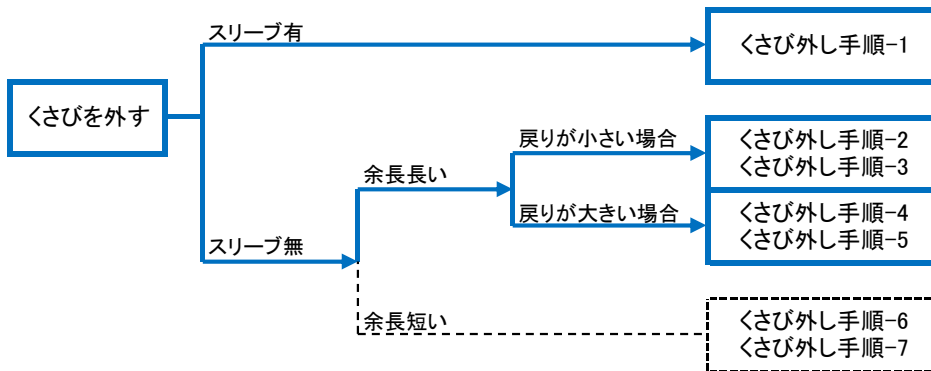 スリーブ有
くさび外し手順-1
くさびを外す
戻りが小さい場合
くさび外し手順-2
くさび外し手順-3
余長長い
戻りが大きい場合
くさび外し手順-4
くさび外し手順-5
スリーブ無
余長短い
くさび外し手順-6
くさび外し手順-7